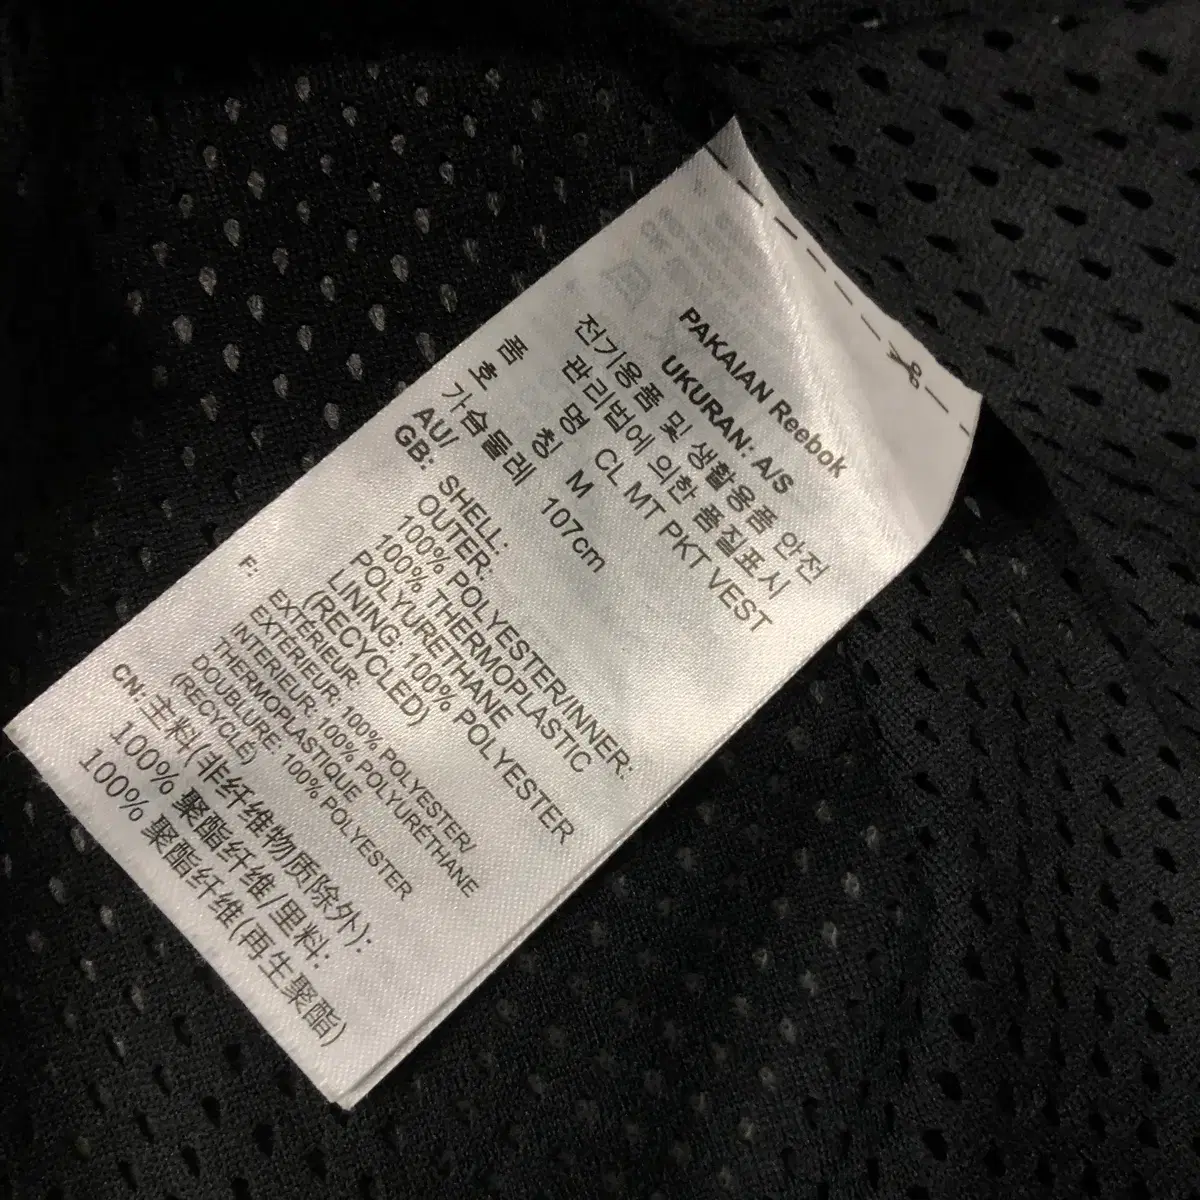 PAKAIAN Reebok
UKURAN: A/S
전기용품 및 생활용품 안전
관리법에 의한 품질표시
명 칭 CL MT PKT VEST
품 호 M
가슴둘레 107cm
AU/
GB: SHELL:
OUTER:
100% POLYESTER/INNER:
100% THERMOPLASTIC
POLYURETHANE
LINING: 100% POLYESTER
(RECYCLED)
F: EXTÉRIEUR:
EXTÉRIEUR: 100% POLYESTER/
INTERIEUR: 100% POLYURÉTHANE
THERMOPLASTIQUE
DOUBLURE: 100% POLYESTER
(RECYCLÉ)
CN: 主料(非纤维物质除外):
100% 聚酯纤维/里料:
100% 聚酯纤维(再生聚酯)